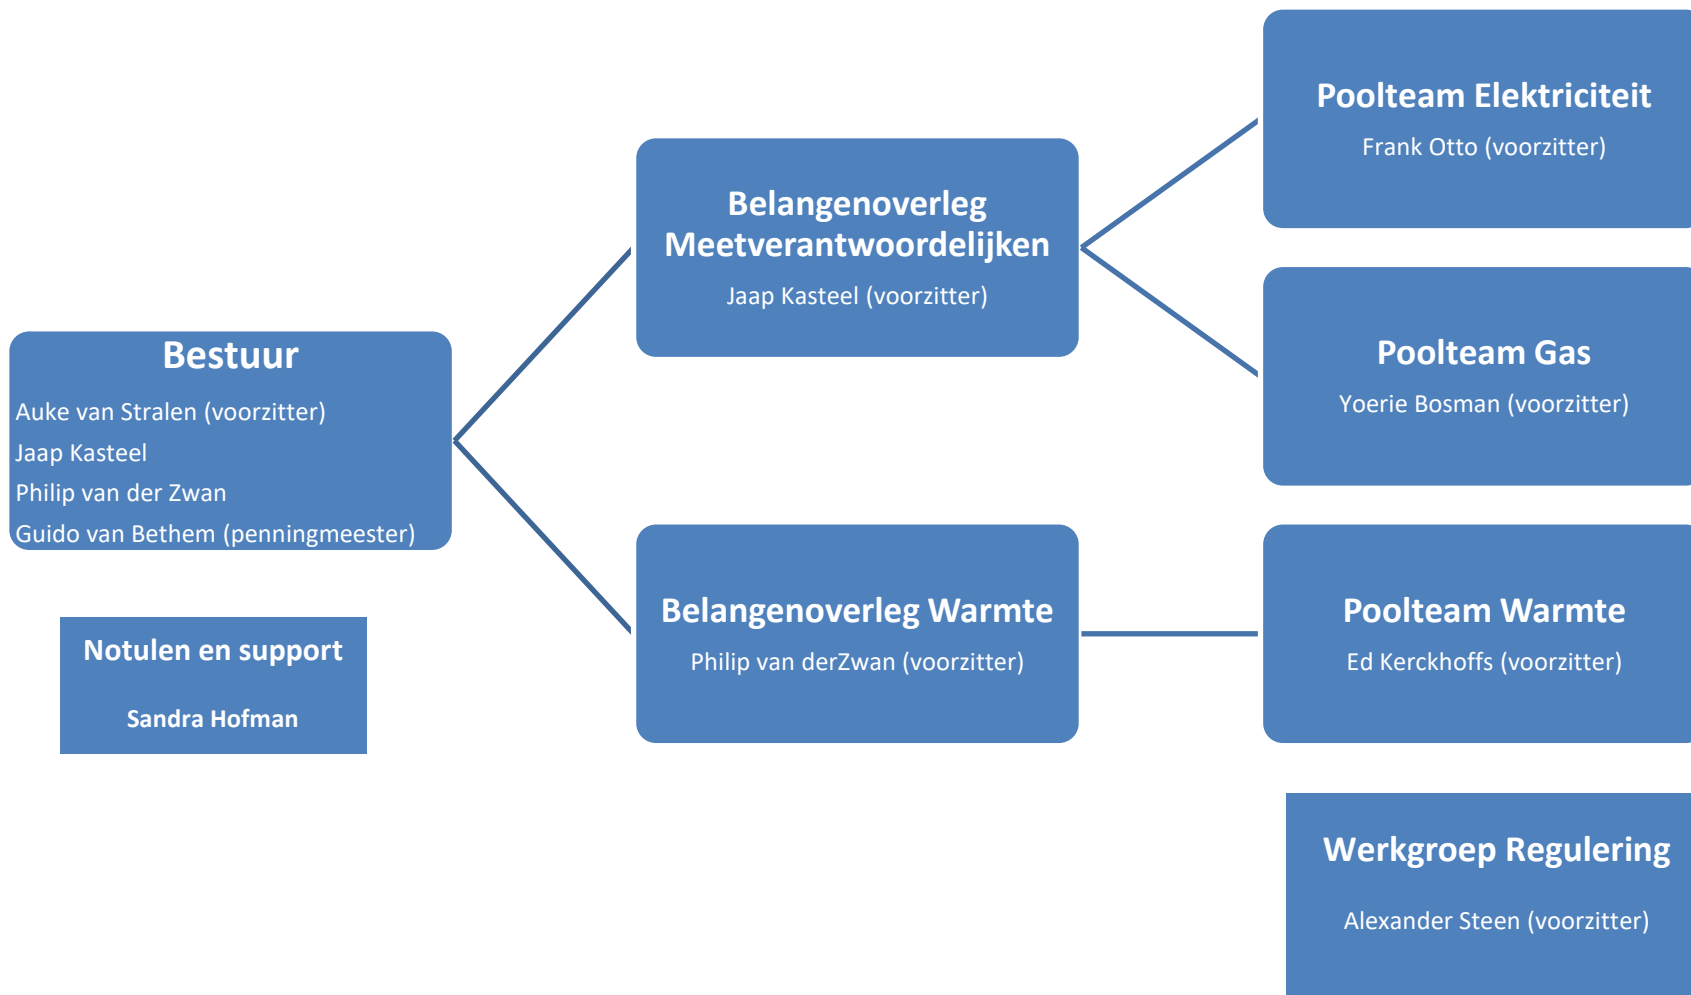 Bestuur
Auke van Stralen (voorzitter)
Jaap Kasteel
Philip van der Zwan
Guido van Bethem (penningmeester)
Notulen en support
Sandra Hofman
Belangenoverleg
Meetverantwoordelijken
Jaap Kasteel (voorzitter)
Belangenoverleg Warmte
Philip van derZwan (voorzitter)
Poolteam Elektriciteit
Frank Otto (voorzitter)
Poolteam Gas
Yoerie Bosman (voorzitter)
Poolteam Warmte
Ed Kerckhoffs (voorzitter)
Werkgroep Regulering
Alexander Steen (voorzitter)